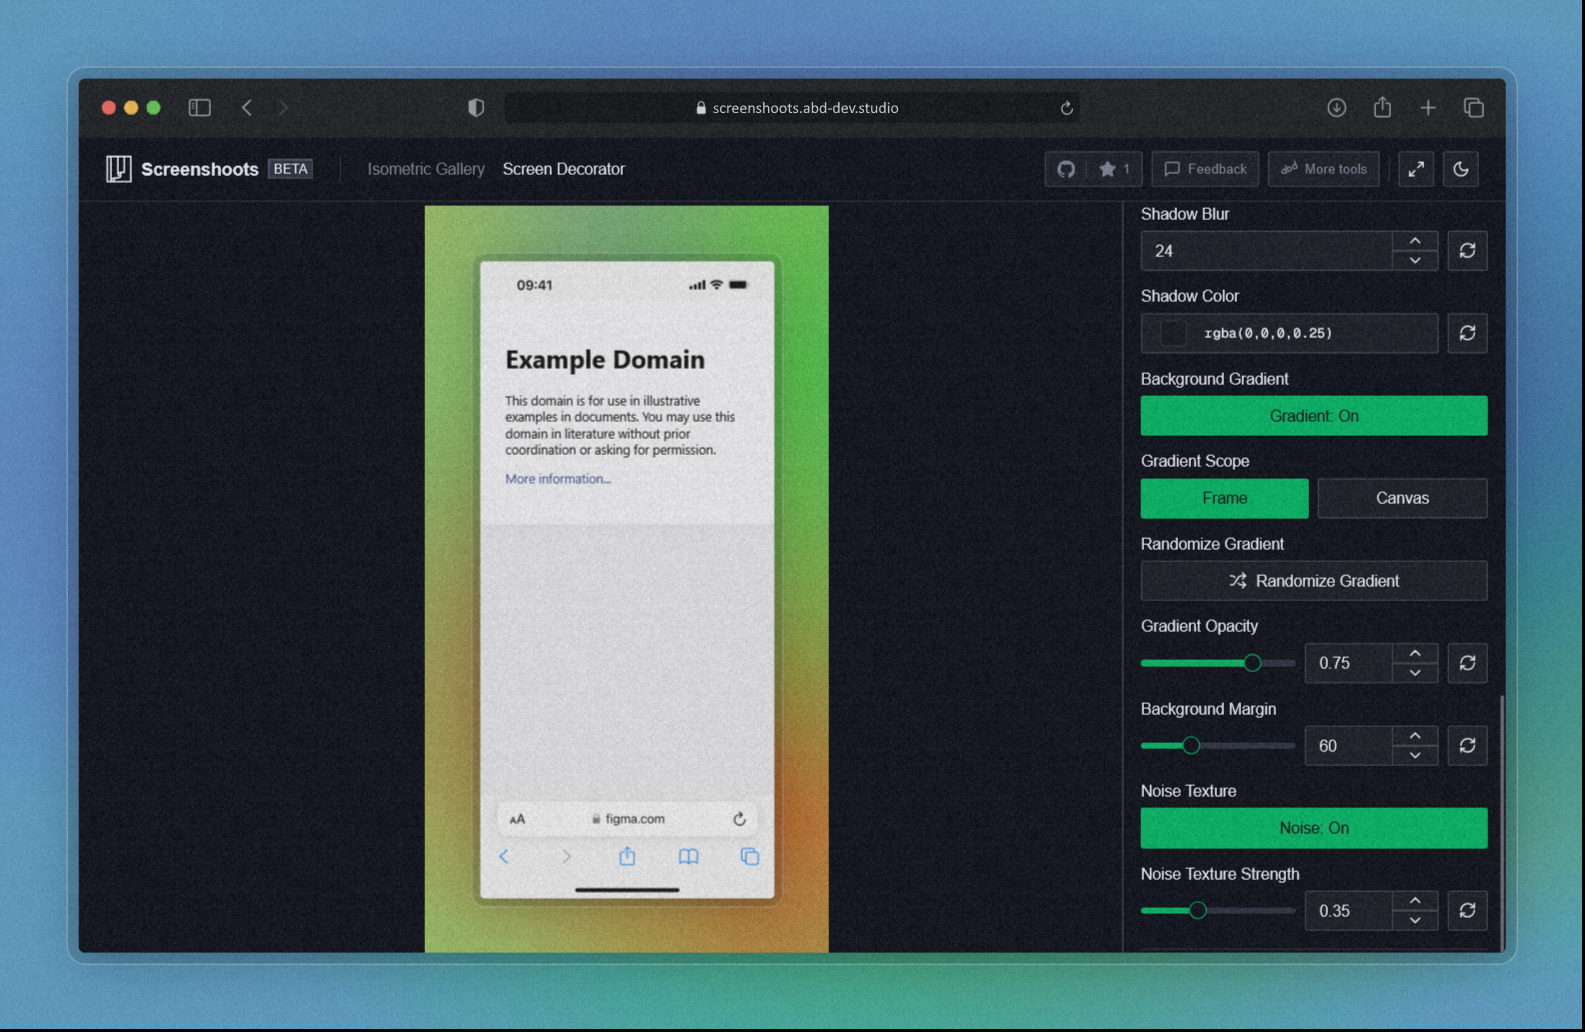 screenshoots.abd-dev.studio
Screenshoots BETA
Isometric Gallery
Screen Decorator
1
Feedback
More tools
09:41
Example Domain
This domain is for use in illustrative
examples in documents. You may use this
domain in literature without prior
coordination or asking for permission.
More information...
AA
figma.com
Shadow Blur
24
Shadow Color
rgba(0,0,0,0.25)
Background Gradient
Gradient: On
Gradient Scope
Frame
Canvas
Randomize Gradient
Randomize Gradient
Gradient Opacity
0.75
Background Margin
60
Noise Texture
Noise: On
Noise Texture Strength
0.35